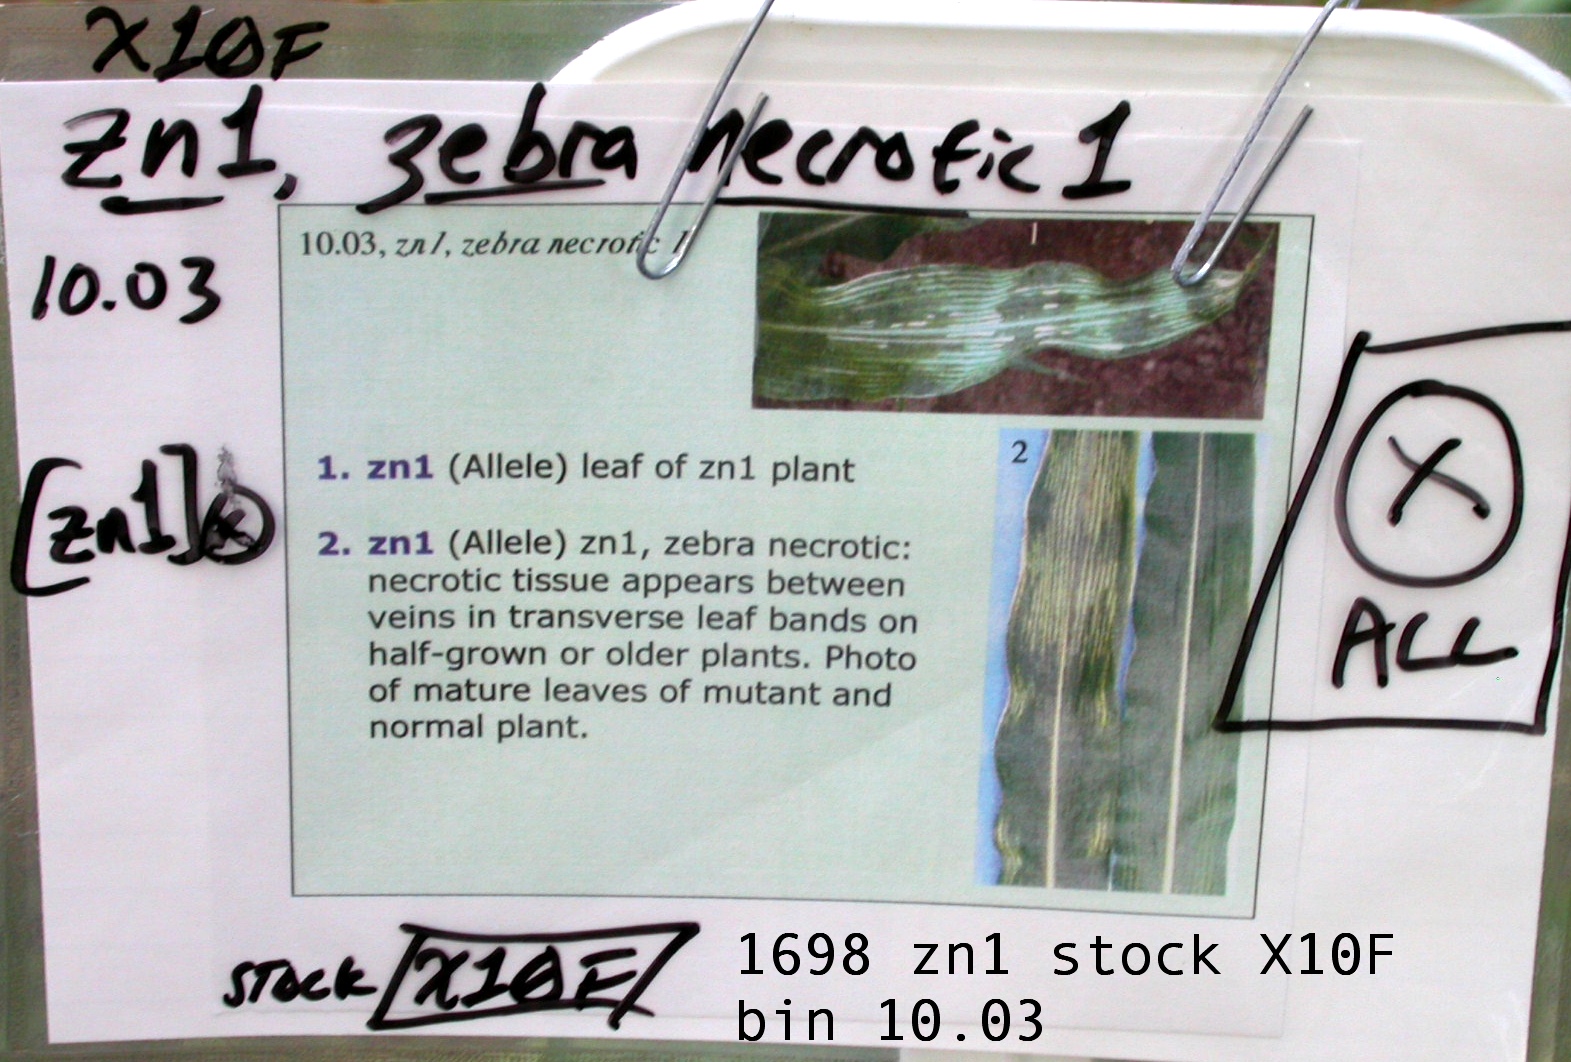 X10F
zn1, zebra necrotic 1
10.03, zn1, zebra necrotic 1
10.03
1. zn1 (Allele) leaf of zn1 plant
2
[zn1] X
2. zn1 (Allele) zn1, zebra necrotic:
necrotic tissue appears between
veins in transverse leaf bands on
half-grown or older plants. Photo
of mature leaves of mutant and
normal plant.
X
ALL
STOCK X10F
1698 zn1 stock X10F
bin 10.03